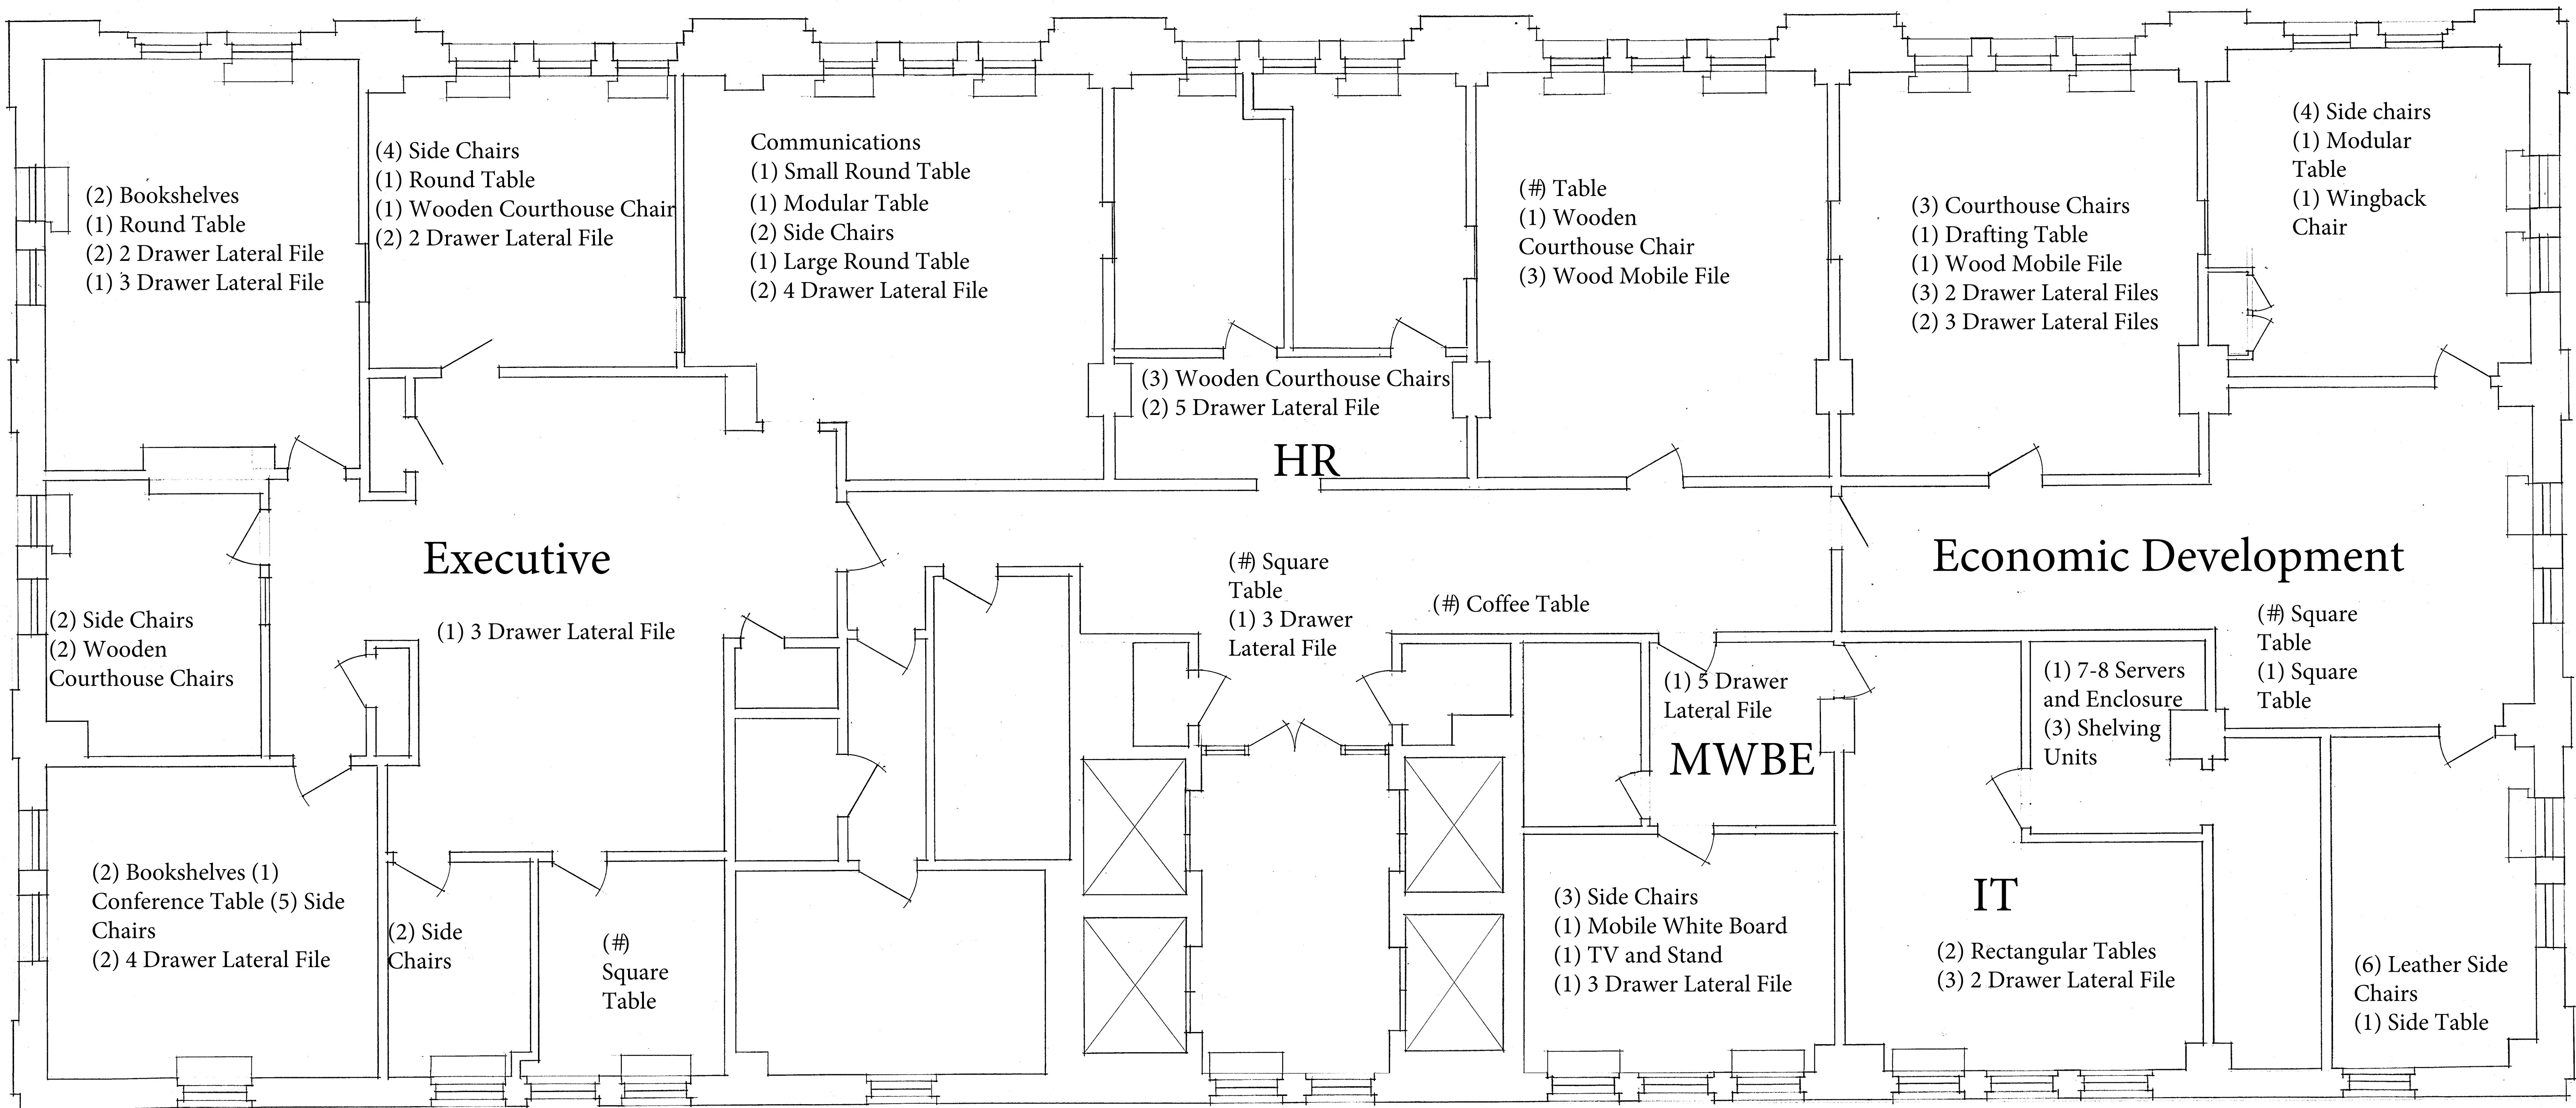 (2) Bookshelves
(1) Round Table
(2) 2 Drawer Lateral File
(1) 3 Drawer Lateral File
(4) Side Chairs
(1) Round Table
(1) Wooden Courthouse Chair
(2) 2 Drawer Lateral File
Communications
(1) Small Round Table
(1) Modular Table
(2) Side Chairs
(1) Large Round Table
(2) 4 Drawer Lateral File
(3) Wooden Courthouse Chairs
(2) 5 Drawer Lateral File
HR
(#) Table
(1) Wooden
Courthouse Chair
(3) Wood Mobile File
(3) Courthouse Chairs
(1) Drafting Table
(1) Wood Mobile File
(3) 2 Drawer Lateral Files
(2) 3 Drawer Lateral Files
(4) Side chairs
(1) Modular
Table
(1) Wingback
Chair
(2) Side Chairs
(2) Wooden
Courthouse Chairs
Executive
(1) 3 Drawer Lateral File
(#) Square
Table
(1) 3 Drawer
Lateral File
(#) Coffee Table
Economic Development
(#) Square
Table
(1) Square
Table
(1) 5 Drawer
Lateral File
MWBE
(1) 7-8 Servers
and Enclosure
(3) Shelving
Units
(2) Bookshelves (1)
Conference Table (5) Side
Chairs
(2) 4 Drawer Lateral File
(2) Side
Chairs
(#)
Square
Table
(3) Side Chairs
(1) Mobile White Board
(1) TV and Stand
(1) 3 Drawer Lateral File
IT
(2) Rectangular Tables
(3) 2 Drawer Lateral File
(6) Leather Side
Chairs
(1) Side Table